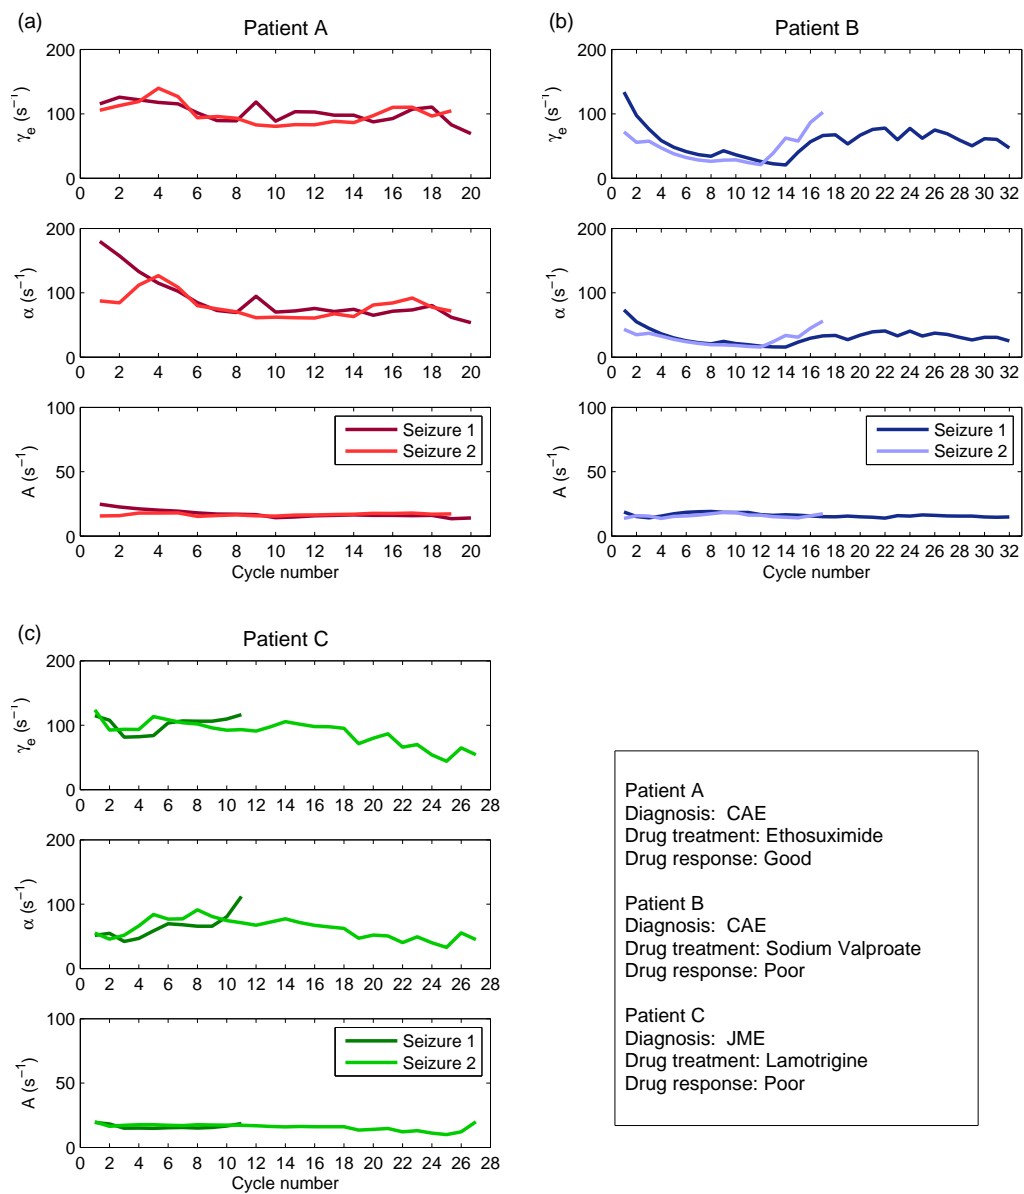 (a)
Patient A
200
100
0
γe (s−1)
0 2 4 6 8 10 12 14 16 18 20
200
100
0
α (s−1)
0 2 4 6 8 10 12 14 16 18 20
100
50
0
A (s−1)
Seizure 1
Seizure 2
0 2 4 6 8 10 12 14 16 18 20
Cycle number
(b)
Patient B
200
100
0
γe (s−1)
0 2 4 6 8 10 12 14 16 18 20 22 24 26 28 30 32
200
100
0
α (s−1)
0 2 4 6 8 10 12 14 16 18 20 22 24 26 28 30 32
100
50
0
A (s−1)
Seizure 1
Seizure 2
0 2 4 6 8 10 12 14 16 18 20 22 24 26 28 30 32
Cycle number
(c)
Patient C
200
100
0
γe (s−1)
0 2 4 6 8 10 12 14 16 18 20 22 24 26 28
200
100
0
α (s−1)
0 2 4 6 8 10 12 14 16 18 20 22 24 26 28
100
50
0
A (s−1)
Seizure 1
Seizure 2
0 2 4 6 8 10 12 14 16 18 20 22 24 26 28
Cycle number
Patient A
Diagnosis: CAE
Drug treatment: Ethosuximide
Drug response: Good
Patient B
Diagnosis: CAE
Drug treatment: Sodium Valproate
Drug response: Poor
Patient C
Diagnosis: JME
Drug treatment: Lamotrigine
Drug response: Poor